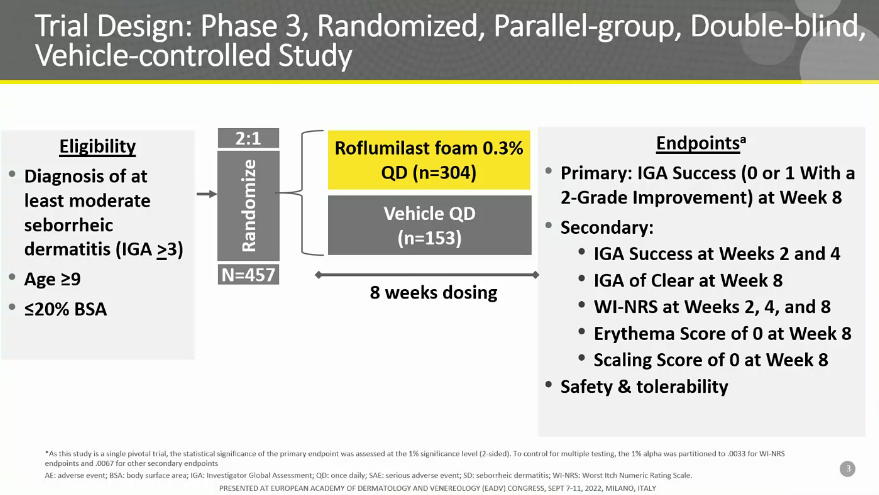 Trial Design: Phase 3, Randomized, Parallel-group, Double-blind,
Vehicle-controlled Study
Eligibility
• Diagnosis of at
least moderate
seborrheic
dermatitis (IGA ≥3)
• Age ≥9
• ≤20% BSA
2:1
Randomize
N=457
Roflumilast foam 0.3%
QD (n=304)
Vehicle QD
(n=153)
8 weeks dosing
Endpointsᵃ
• Primary: IGA Success (0 or 1 With a
2-Grade Improvement) at Week 8
• Secondary:
• IGA Success at Weeks 2 and 4
• IGA of Clear at Week 8
• WI-NRS at Weeks 2, 4, and 8
• Erythema Score of 0 at Week 8
• Scaling Score of 0 at Week 8
• Safety & tolerability
ᵃAs this study is a single pivotal trial, the statistical significance of the primary endpoint was assessed at the 1% significance level (2-sided). To control for multiple testing, the 1% alpha was partitioned to .0033 for WI-NRS
endpoints and .0067 for other secondary endpoints
AE: adverse event; BSA: body surface area; IGA: Investigator Global Assessment; QD: once daily; SAE: serious adverse event; SD: seborrheic dermatitis; WI-NRS: Worst Itch Numeric Rating Scale.
PRESENTED AT EUROPEAN ACADEMY OF DERMATOLOGY AND VENEREOLOGY (EADV) CONGRESS, SEPT 7-11, 2022, MILANO, ITALY
3